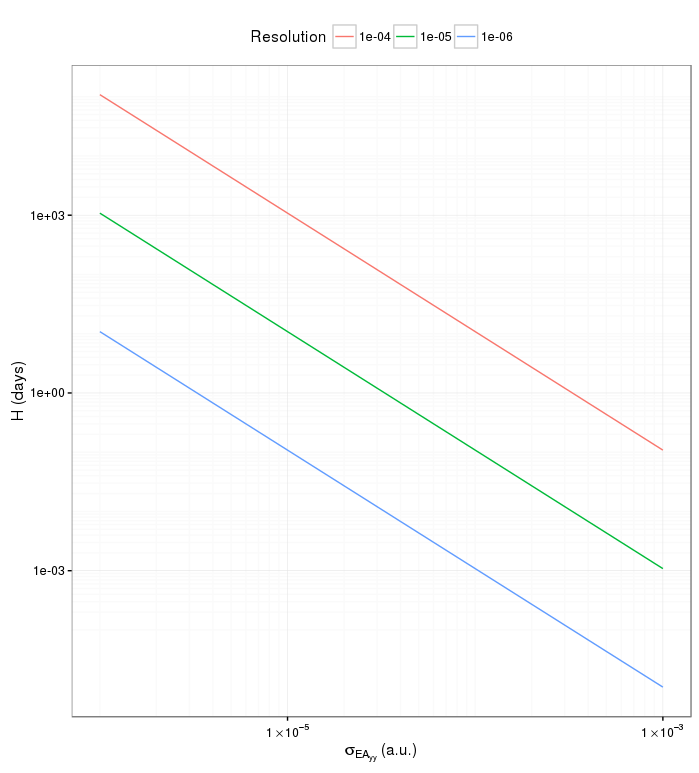 Resolution 1e-04 1e-05 1e-06
H (days)
1e+03
1e+00
1e-03
1×10⁻⁵ 1×10⁻³
σEAγγ (a.u.)